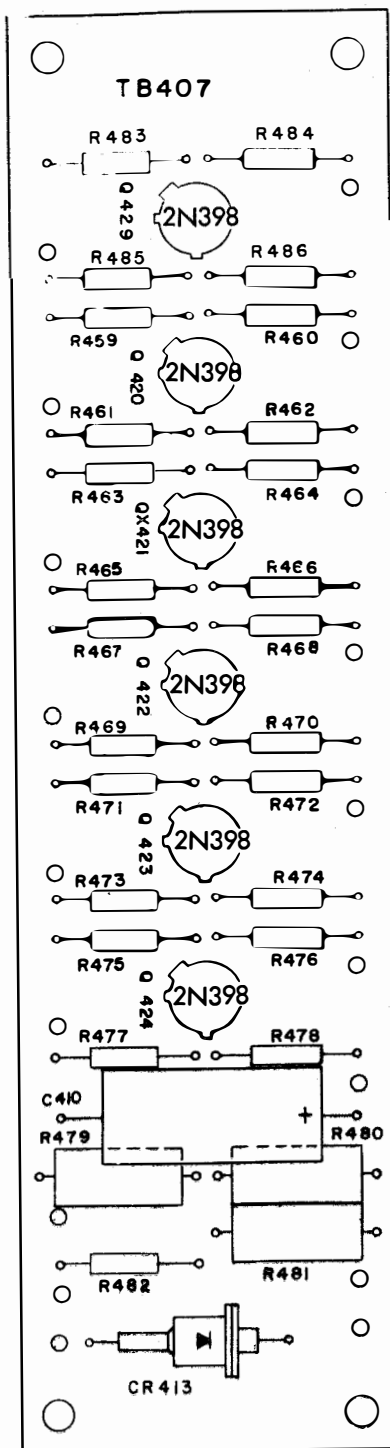 TB407
R483 R484
Q 429
2N398
R485 R486
R459 R460
Q 420
2N398
R461 R462
R463 R464
QX421
2N398
R465 R466
R467 R468
Q 422
2N398
R469 R470
R471 R472
Q 423
2N398
R473 R474
R475 R476
Q 424
2N398
R477 R478
C410 +
R479 R480
R482 R481
CR413